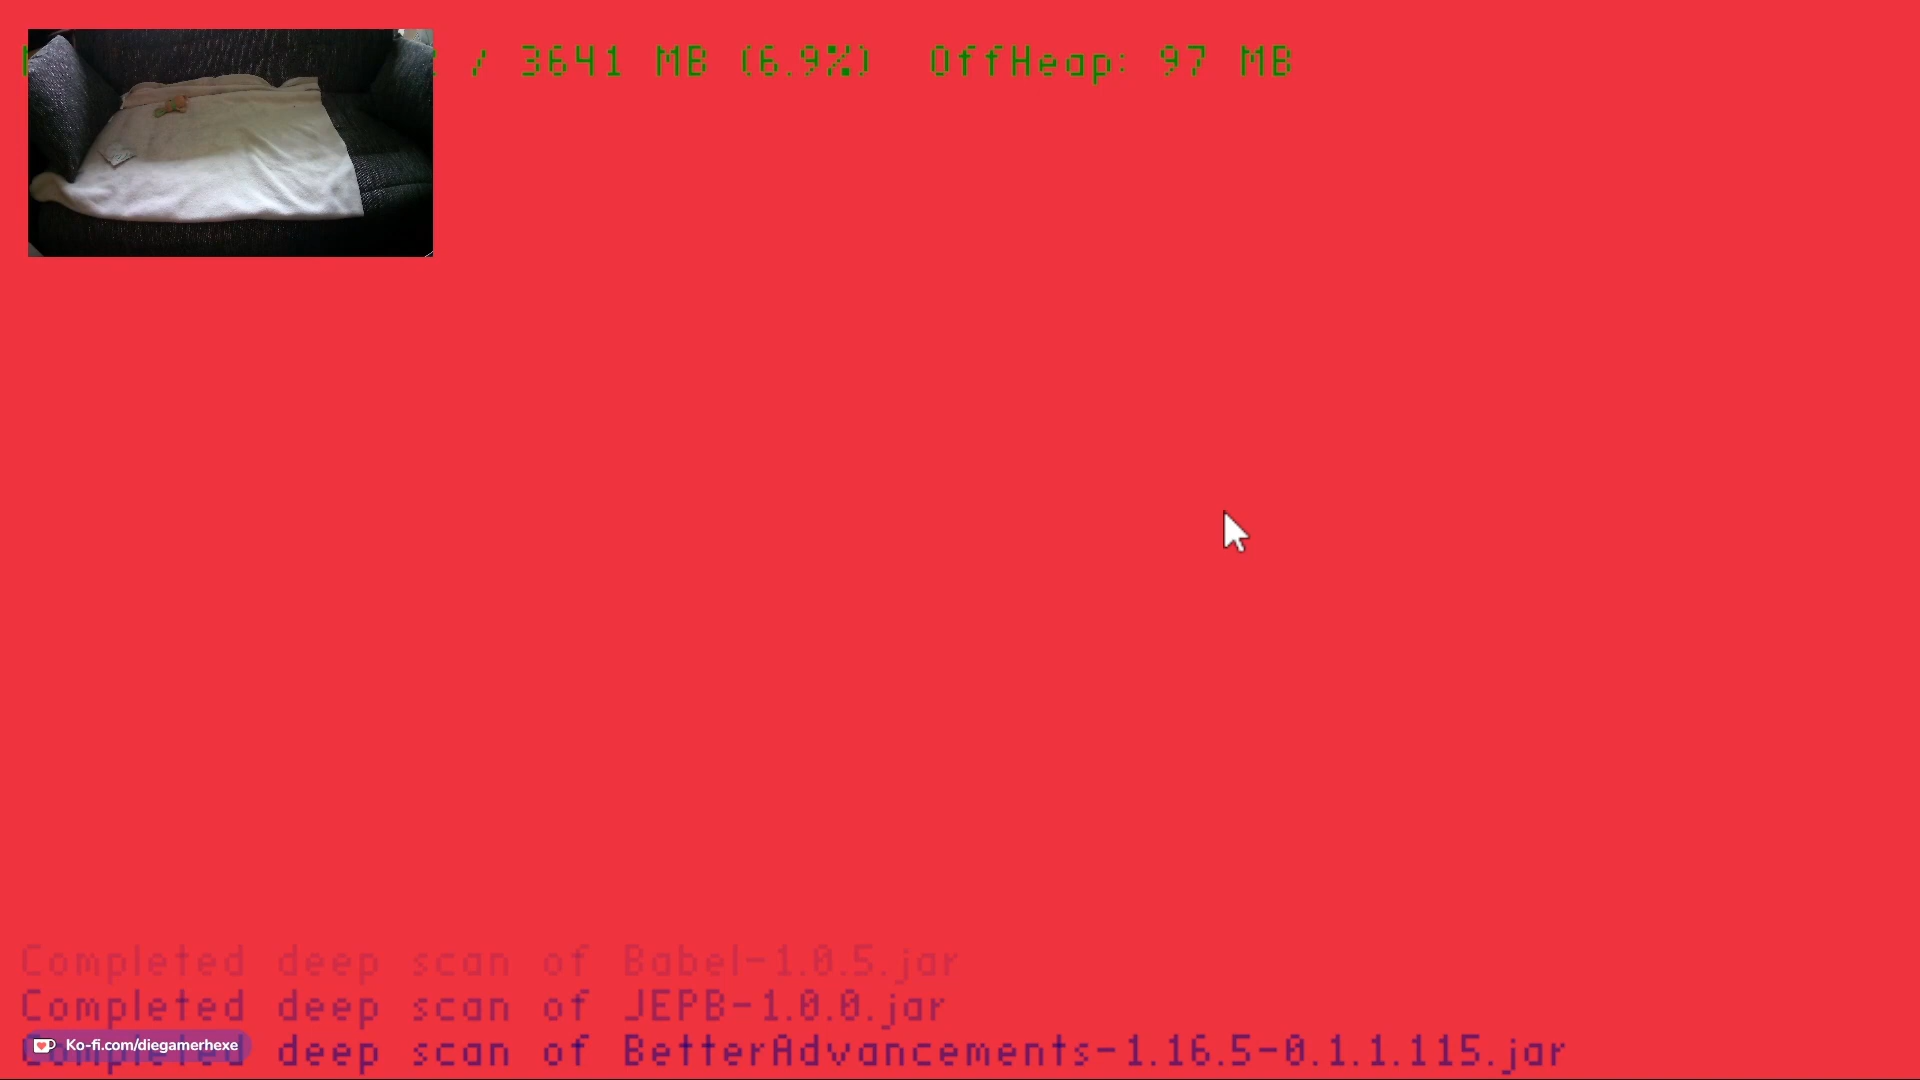 / 3641 MB (6.9%) OffHeap: 97 MB
Completed deep scan of Babel-1.0.5.jar
Completed deep scan of JEPB-1.0.0.jar
Completed deep scan of BetterAdvancements-1.16.5-0.1.1.115.jar
Ko-fi.com/diegamerhexe